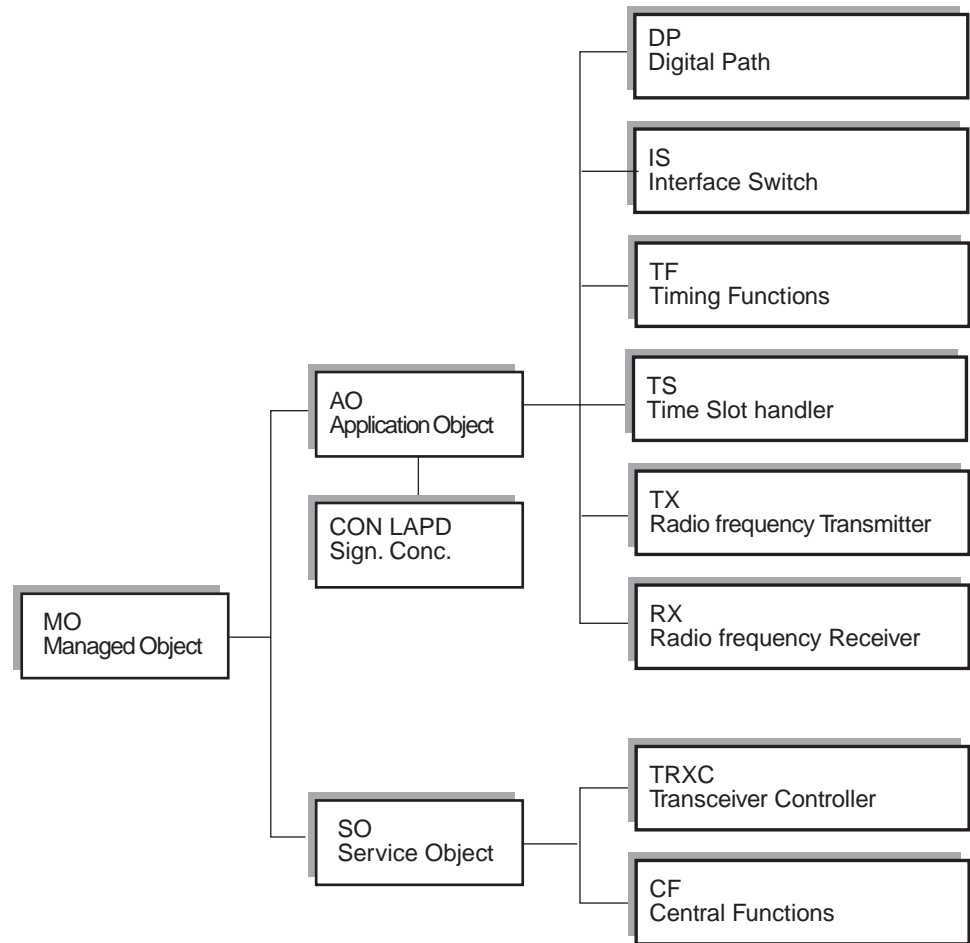 DP
Digital Path
IS
Interface Switch
TF
Timing Functions
TS
Time Slot handler
AO
Application Object
TX
Radio frequency Transmitter
CON LAPD
Sign. Conc.
RX
Radio frequency Receiver
MO
Managed Object
TRXC
Transceiver Controller
SO
Service Object
CF
Central Functions